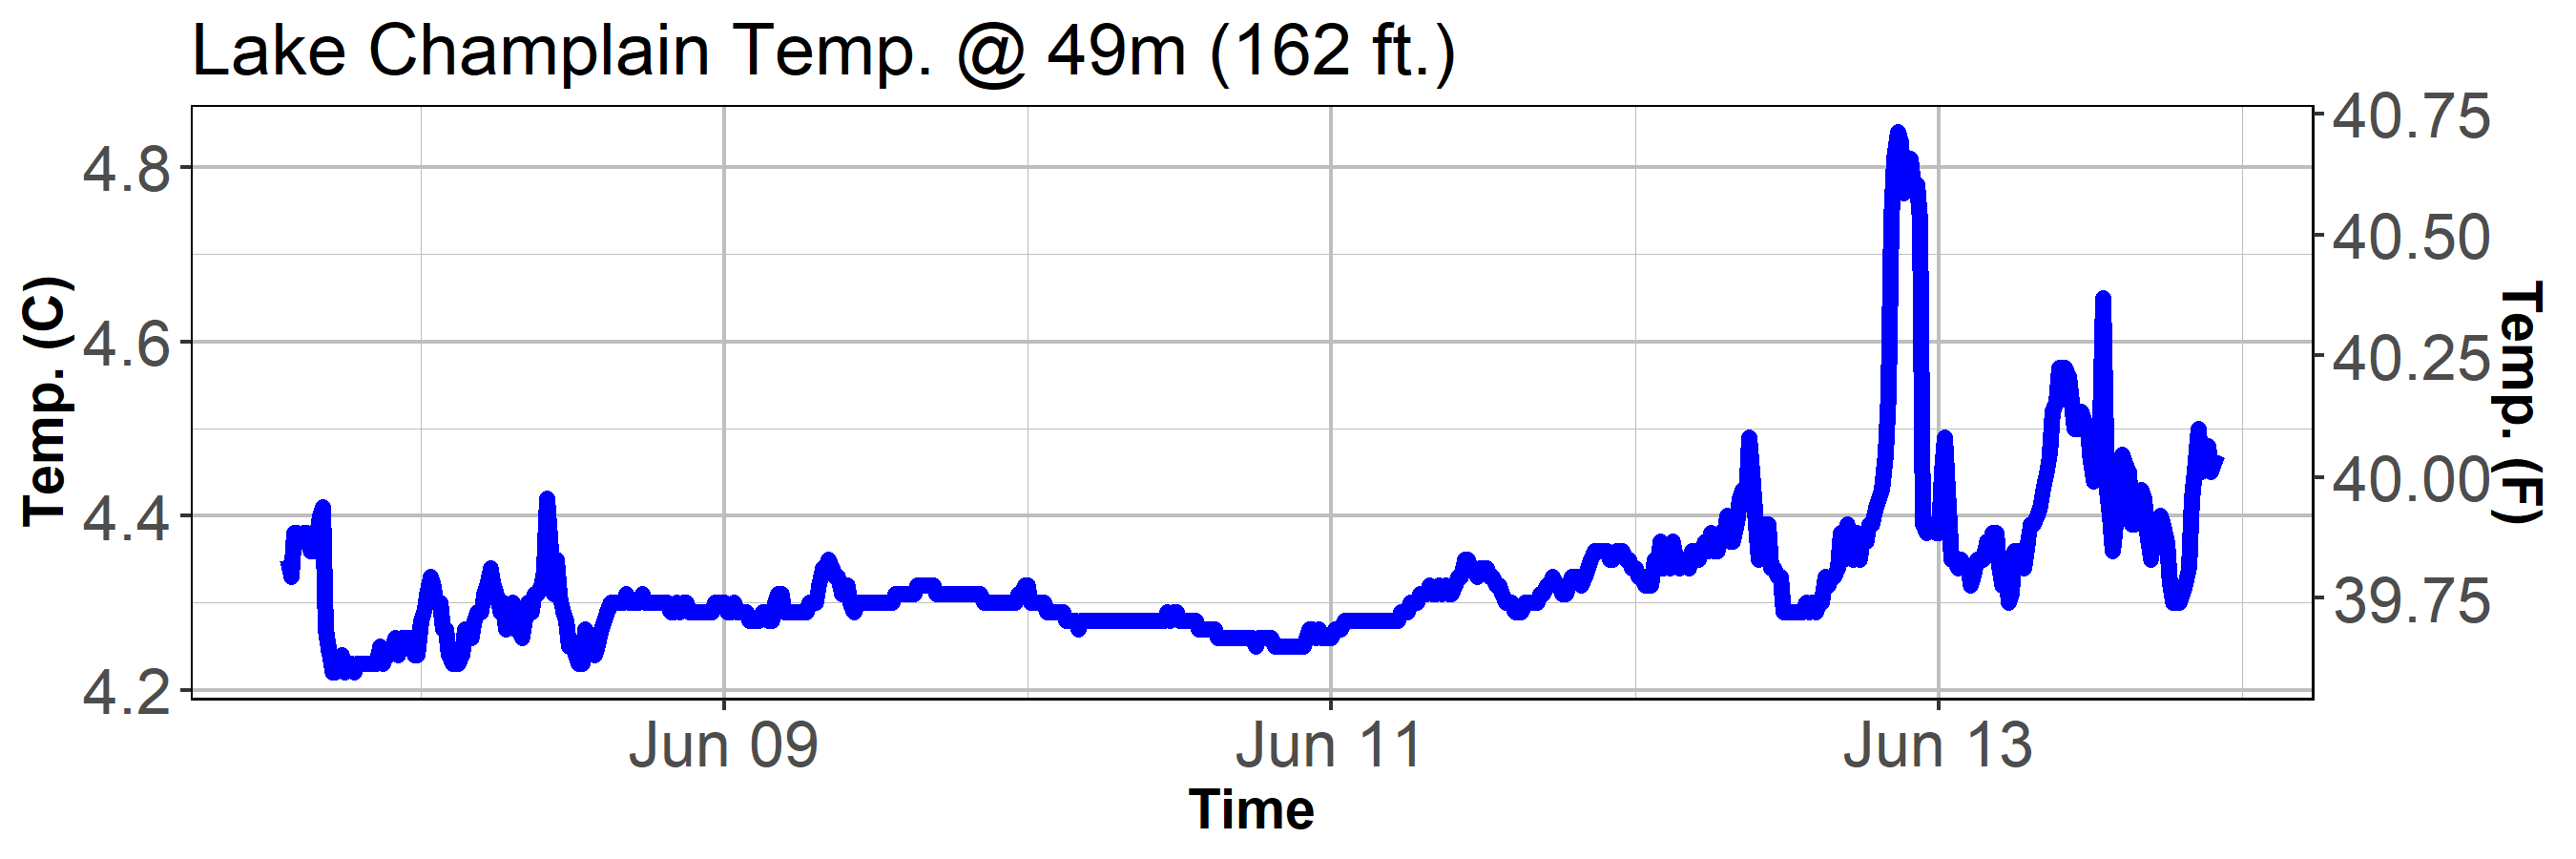 Lake Champlain Temp. @ 49m (162 ft.)
Temp. (C)
4.8
4.6
4.4
4.2
40.75
40.50
40.25
40.00
39.75
Temp. (F)
Jun 09 Jun 11 Jun 13
Time